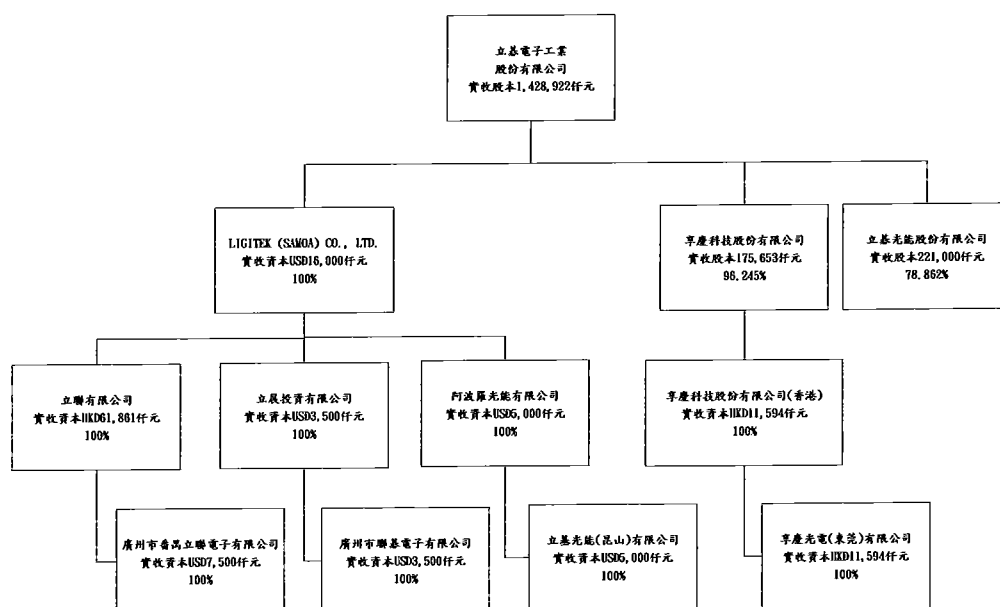 立碁電子工業
股份有限公司
實收股本1,428,922仟元
LIGITEK (SAMOA) CO., LTD.
實收資本USD18,000仟元
100%
享慶科技股份有限公司
實收股本175,653仟元
96.245%
立碁光能股份有限公司
實收股本221,000仟元
78.862%
立聯有限公司
實收資本HKD61,861仟元
100%
立展投資有限公司
實收資本USD3,500仟元
100%
阿波羅光能有限公司
實收資本USD5,000仟元
100%
享慶科技股份有限公司(香港)
實收資本HKD11,594仟元
100%
廣州市番禺立聯電子有限公司
實收資本USD7,500仟元
100%
廣州市聯碁電子有限公司
實收資本USD3,500仟元
100%
立碁光能(昆山)有限公司
實收資本USD5,000仟元
100%
享慶光電(東莞)有限公司
實收資本HKD11,594仟元
100%